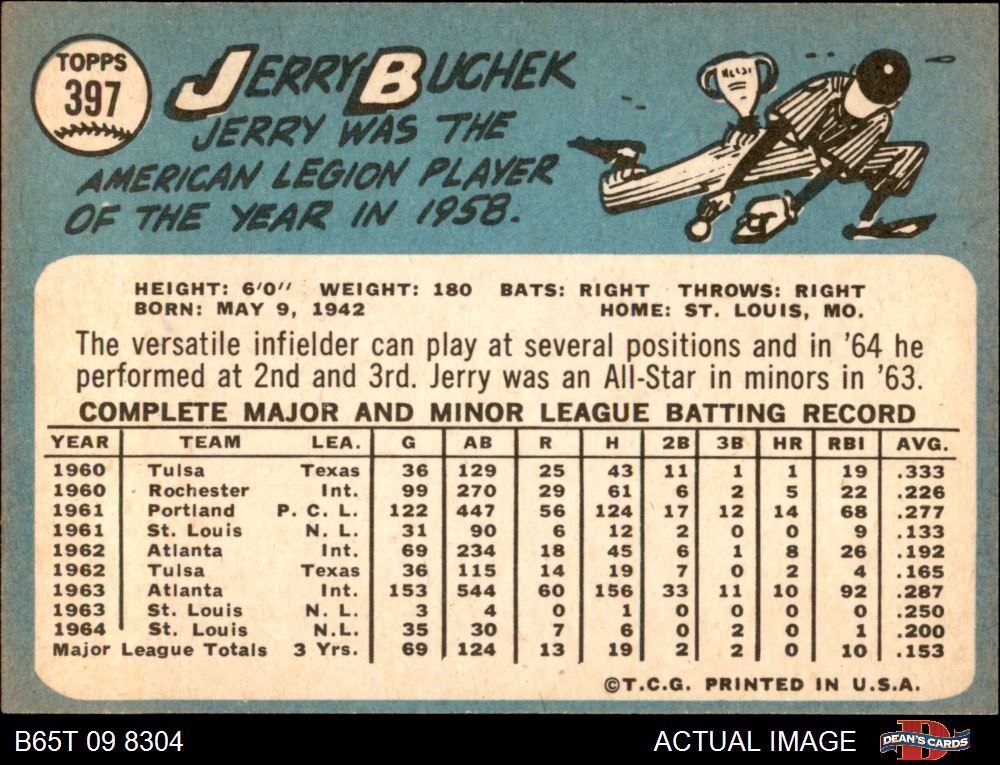 TOPPS
397
JERRY BUCHEK
JERRY WAS THE
AMERICAN LEGION PLAYER
OF THE YEAR IN 1958.
HEIGHT: 6'0" WEIGHT: 180 BATS: RIGHT THROWS: RIGHT
BORN: MAY 9, 1942 HOME: ST. LOUIS, MO.
The versatile infielder can play at several positions and in '64 he
performed at 2nd and 3rd. Jerry was an All-Star in minors in '63.
COMPLETE MAJOR AND MINOR LEAGUE BATTING RECORD
YEAR TEAM LEA. G AB R H 2B 3B HR RBI AVG.
1960 Tulsa Texas 36 129 25 43 11 1 1 19 .333
1960 Rochester Int. 99 270 29 61 6 2 5 22 .226
1961 Portland P. C. L. 122 447 56 124 17 12 14 68 .277
1961 St. Louis N. L. 31 90 6 12 2 0 0 9 .133
1962 Atlanta Int. 69 234 18 45 6 1 8 26 .192
1962 Tulsa Texas 36 115 14 19 7 0 2 4 .165
1963 Atlanta Int. 153 544 60 156 33 11 10 92 .287
1963 St. Louis N. L. 3 4 0 1 0 0 0 0 .250
1964 St. Louis N.L. 35 30 7 6 0 2 0 1 .200
Major League Totals 3 Yrs. 69 124 13 19 2 2 0 10 .153
©T.C.G. PRINTED IN U.S.A.
B65T 09 8304 ACTUAL IMAGE DEAN'S CARDS